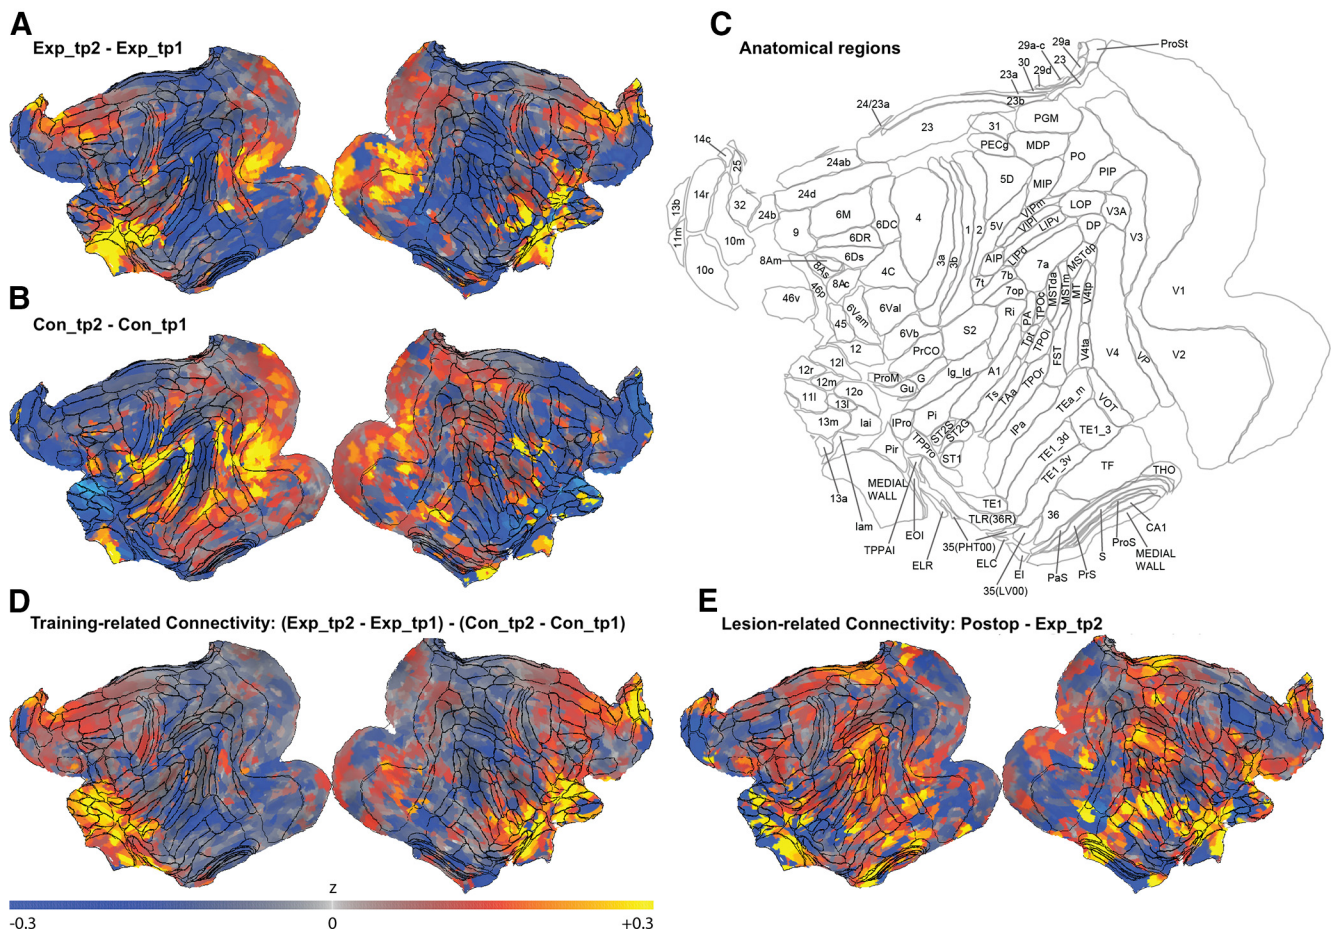 A
Exp_tp2 - Exp_tp1
B
Con_tp2 - Con_tp1
C
Anatomical regions
29a-c
29a
ProSt
30
29d
23
23a
24/23a
23b
PGM
23
31
14c
PECg
MDP
25
24ab
PO
PIP
14r
5D
MIP
13b
32
24d
LOP
V3A
24b
6M
VIPm
11m
9
6DC
4
1
2
5V
VIPl
LIPv
DP
V3
10m
6DR
8Am
6Ds
3a
3b
AIP
LIPd
7a
MSTdp
10o
8As
4C
7b
46p
8Ac
7t
7op
MSTda
MSTm
MT
V4tp
V1
46v
6Vam
6Val
Ri
PA
TPOc
45
6Vb
S2
Tpt
TPOi
FST
V4ta
V4
VP
V2
12
PrCO
12l
12r
A1
TPOr
12m
ProM
G
Ig_Id
11l
12o
Gu
Ts
TAa
TEa_m
VOT
13l
13m
Iai
IPro
Pi
IPa
TE1_3
TPPro
ST2S
ST2G
TE1_3d
Pir
ST1
TE1_3v
TF
THO
13a
MEDIAL
WALL
TE1
36
Iam
TLR(36R)
TPPAI
EOI
35(PHT00)
CA1
ProS
S
MEDIAL
WALL
ELR
ELC
EI
PaS
PrS
35(LV00)
D
Training-related Connectivity: (Exp_tp2 - Exp_tp1) - (Con_tp2 - Con_tp1)
z
-0.3
0
+0.3
E
Lesion-related Connectivity: Postop - Exp_tp2